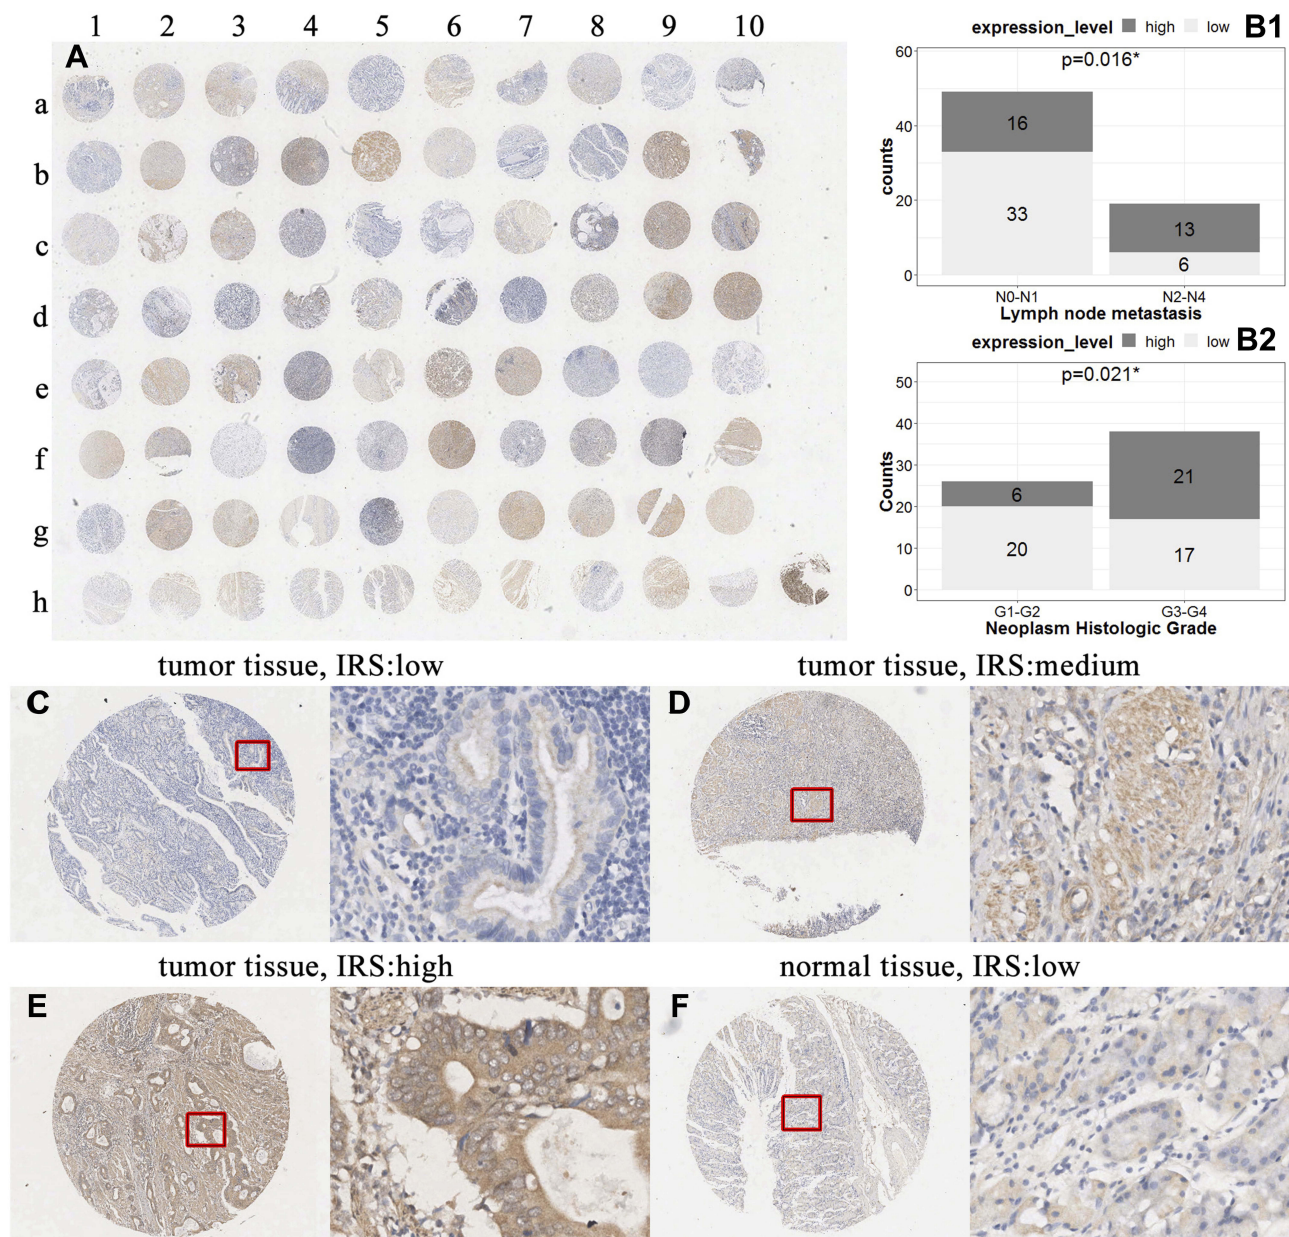 1 2 3 4 5 6 7 8 9 10
A
a
b
c
d
e
f
g
h
expression_level high low B1
p=0.016*
60
40
20
0
counts
16
33
13
6
N0-N1 N2-N4
Lymph node metastasis
expression_level high low B2
p=0.021*
50
40
30
20
10
0
Counts
6
20
21
17
G1-G2 G3-G4
Neoplasm Histologic Grade
tumor tissue, IRS:low
C
tumor tissue, IRS:medium
D
tumor tissue, IRS:high
E
normal tissue, IRS:low
F